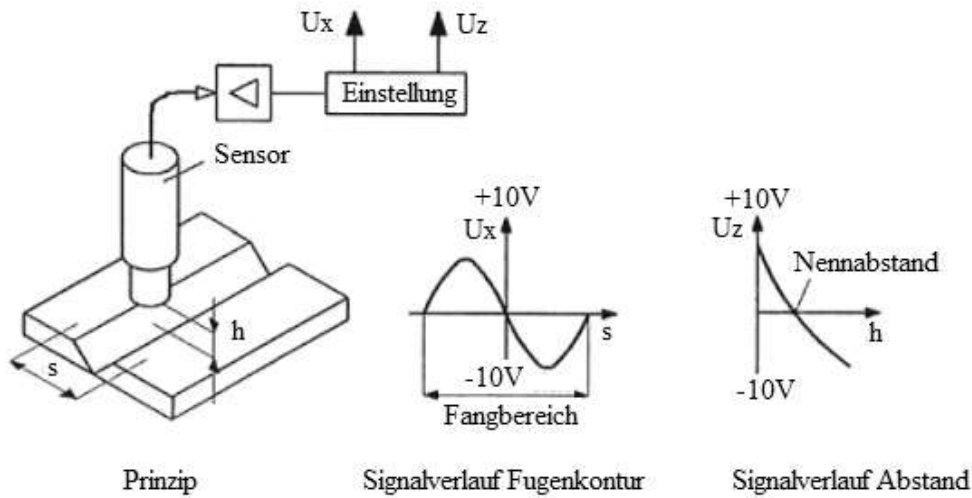 Ux
Uz
Einstellung
Sensor
h
s
+10V
Ux
s
-10V
Fangbereich
+10V
Uz
Nennabstand
h
-10V
Prinzip
Signalverlauf Fugenkontur
Signalverlauf Abstand